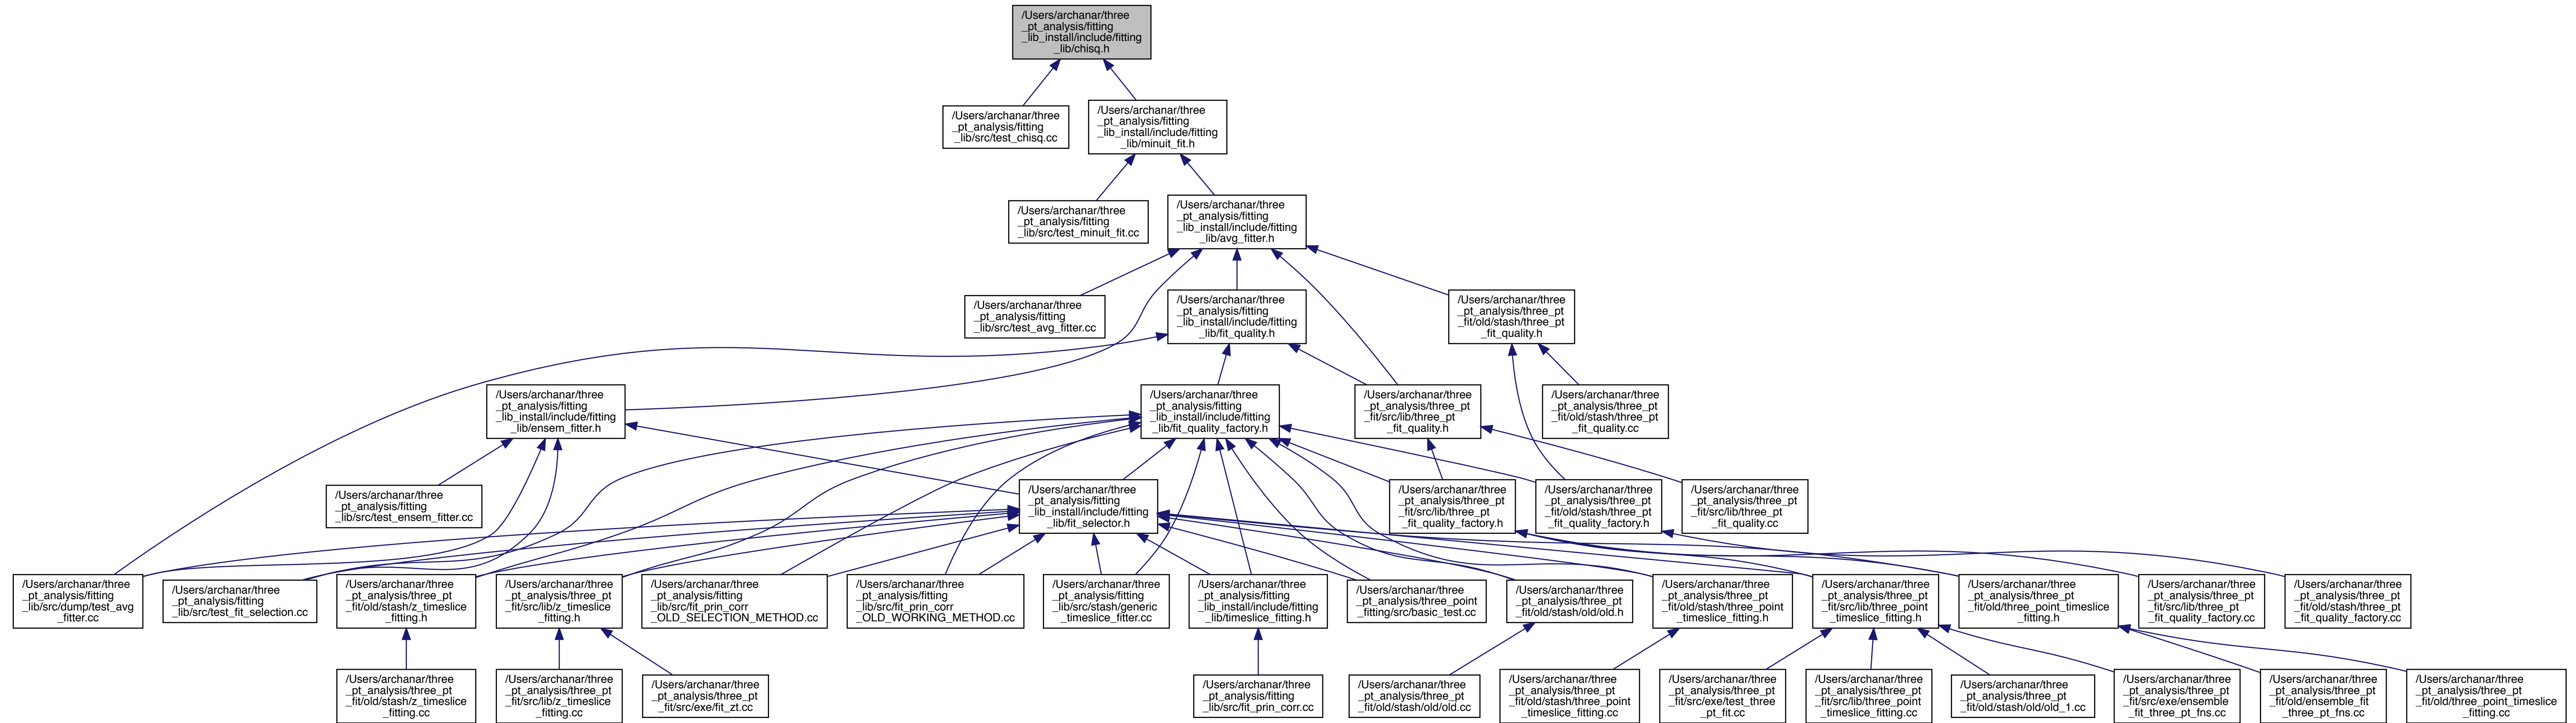 /Users/archanar/three
_pt_analysis/fitting
_lib_install/include/fitting
_lib/chisq.h
/Users/archanar/three
_pt_analysis/fitting
_lib/src/test_chisq.cc
/Users/archanar/three
_pt_analysis/fitting
_lib_install/include/fitting
_lib/minuit_fit.h
/Users/archanar/three
_pt_analysis/fitting
_lib/src/test_minuit_fit.cc
/Users/archanar/three
_pt_analysis/fitting
_lib_install/include/fitting
_lib/avg_fitter.h
/Users/archanar/three
_pt_analysis/fitting
_lib/src/test_avg_fitter.cc
/Users/archanar/three
_pt_analysis/fitting
_lib_install/include/fitting
_lib/fit_quality.h
/Users/archanar/three
_pt_analysis/three_pt
_fit/old/stash/three_pt
_fit_quality.h
/Users/archanar/three
_pt_analysis/fitting
_lib_install/include/fitting
_lib/ensem_fitter.h
/Users/archanar/three
_pt_analysis/fitting
_lib_install/include/fitting
_lib/fit_quality_factory.h
/Users/archanar/three
_pt_analysis/three_pt
_fit/src/lib/three_pt
_fit_quality.h
/Users/archanar/three
_pt_analysis/three_pt
_fit/old/stash/three_pt
_fit_quality.cc
/Users/archanar/three
_pt_analysis/fitting
_lib/src/test_ensem_fitter.cc
/Users/archanar/three
_pt_analysis/fitting
_lib_install/include/fitting
_lib/fit_selector.h
/Users/archanar/three
_pt_analysis/three_pt
_fit/src/lib/three_pt
_fit_quality_factory.h
/Users/archanar/three
_pt_analysis/three_pt
_fit/old/stash/three_pt
_fit_quality_factory.h
/Users/archanar/three
_pt_analysis/three_pt
_fit/src/lib/three_pt
_fit_quality.cc
/Users/archanar/three
_pt_analysis/fitting
_lib/src/dump/test_avg
_fitter.cc
/Users/archanar/three
_pt_analysis/fitting
_lib/src/test_fit_selection.cc
/Users/archanar/three
_pt_analysis/three_pt
_fit/old/stash/z_timeslice
_fitting.h
/Users/archanar/three
_pt_analysis/three_pt
_fit/src/lib/z_timeslice
_fitting.h
/Users/archanar/three
_pt_analysis/fitting
_lib/src/fit_prin_corr
_OLD_SELECTION_METHOD.cc
/Users/archanar/three
_pt_analysis/fitting
_lib/src/fit_prin_corr
_OLD_WORKING_METHOD.cc
/Users/archanar/three
_pt_analysis/fitting
_lib/src/stash/generic
_timeslice_fitter.cc
/Users/archanar/three
_pt_analysis/fitting
_lib_install/include/fitting
_lib/timeslice_fitting.h
/Users/archanar/three
_pt_analysis/three_point
_fitting/src/basic_test.cc
/Users/archanar/three
_pt_analysis/three_pt
_fit/old/stash/old/old.h
/Users/archanar/three
_pt_analysis/three_pt
_fit/old/stash/three_point
_timeslice_fitting.h
/Users/archanar/three
_pt_analysis/three_pt
_fit/src/lib/three_point
_timeslice_fitting.h
/Users/archanar/three
_pt_analysis/three_pt
_fit/old/three_point_timeslice
_fitting.h
/Users/archanar/three
_pt_analysis/three_pt
_fit/src/lib/three_pt
_fit_quality_factory.cc
/Users/archanar/three
_pt_analysis/three_pt
_fit/old/stash/three_pt
_fit_quality_factory.cc
/Users/archanar/three
_pt_analysis/three_pt
_fit/old/stash/z_timeslice
_fitting.cc
/Users/archanar/three
_pt_analysis/three_pt
_fit/src/lib/z_timeslice
_fitting.cc
/Users/archanar/three
_pt_analysis/three_pt
_fit/src/exe/fit_zt.cc
/Users/archanar/three
_pt_analysis/fitting
_lib/src/fit_prin_corr.cc
/Users/archanar/three
_pt_analysis/three_pt
_fit/old/stash/old/old.cc
/Users/archanar/three
_pt_analysis/three_pt
_fit/old/stash/three_point
_timeslice_fitting.cc
/Users/archanar/three
_pt_analysis/three_pt
_fit/src/exe/test_three
_pt_fit.cc
/Users/archanar/three
_pt_analysis/three_pt
_fit/src/lib/three_point
_timeslice_fitting.cc
/Users/archanar/three
_pt_analysis/three_pt
_fit/old/stash/old/old_1.cc
/Users/archanar/three
_pt_analysis/three_pt
_fit/src/exe/ensemble
_fit_three_pt_fns.cc
/Users/archanar/three
_pt_analysis/three_pt
_fit/old/ensemble_fit
_three_pt_fns.cc
/Users/archanar/three
_pt_analysis/three_pt
_fit/old/three_point_timeslice
_fitting.cc